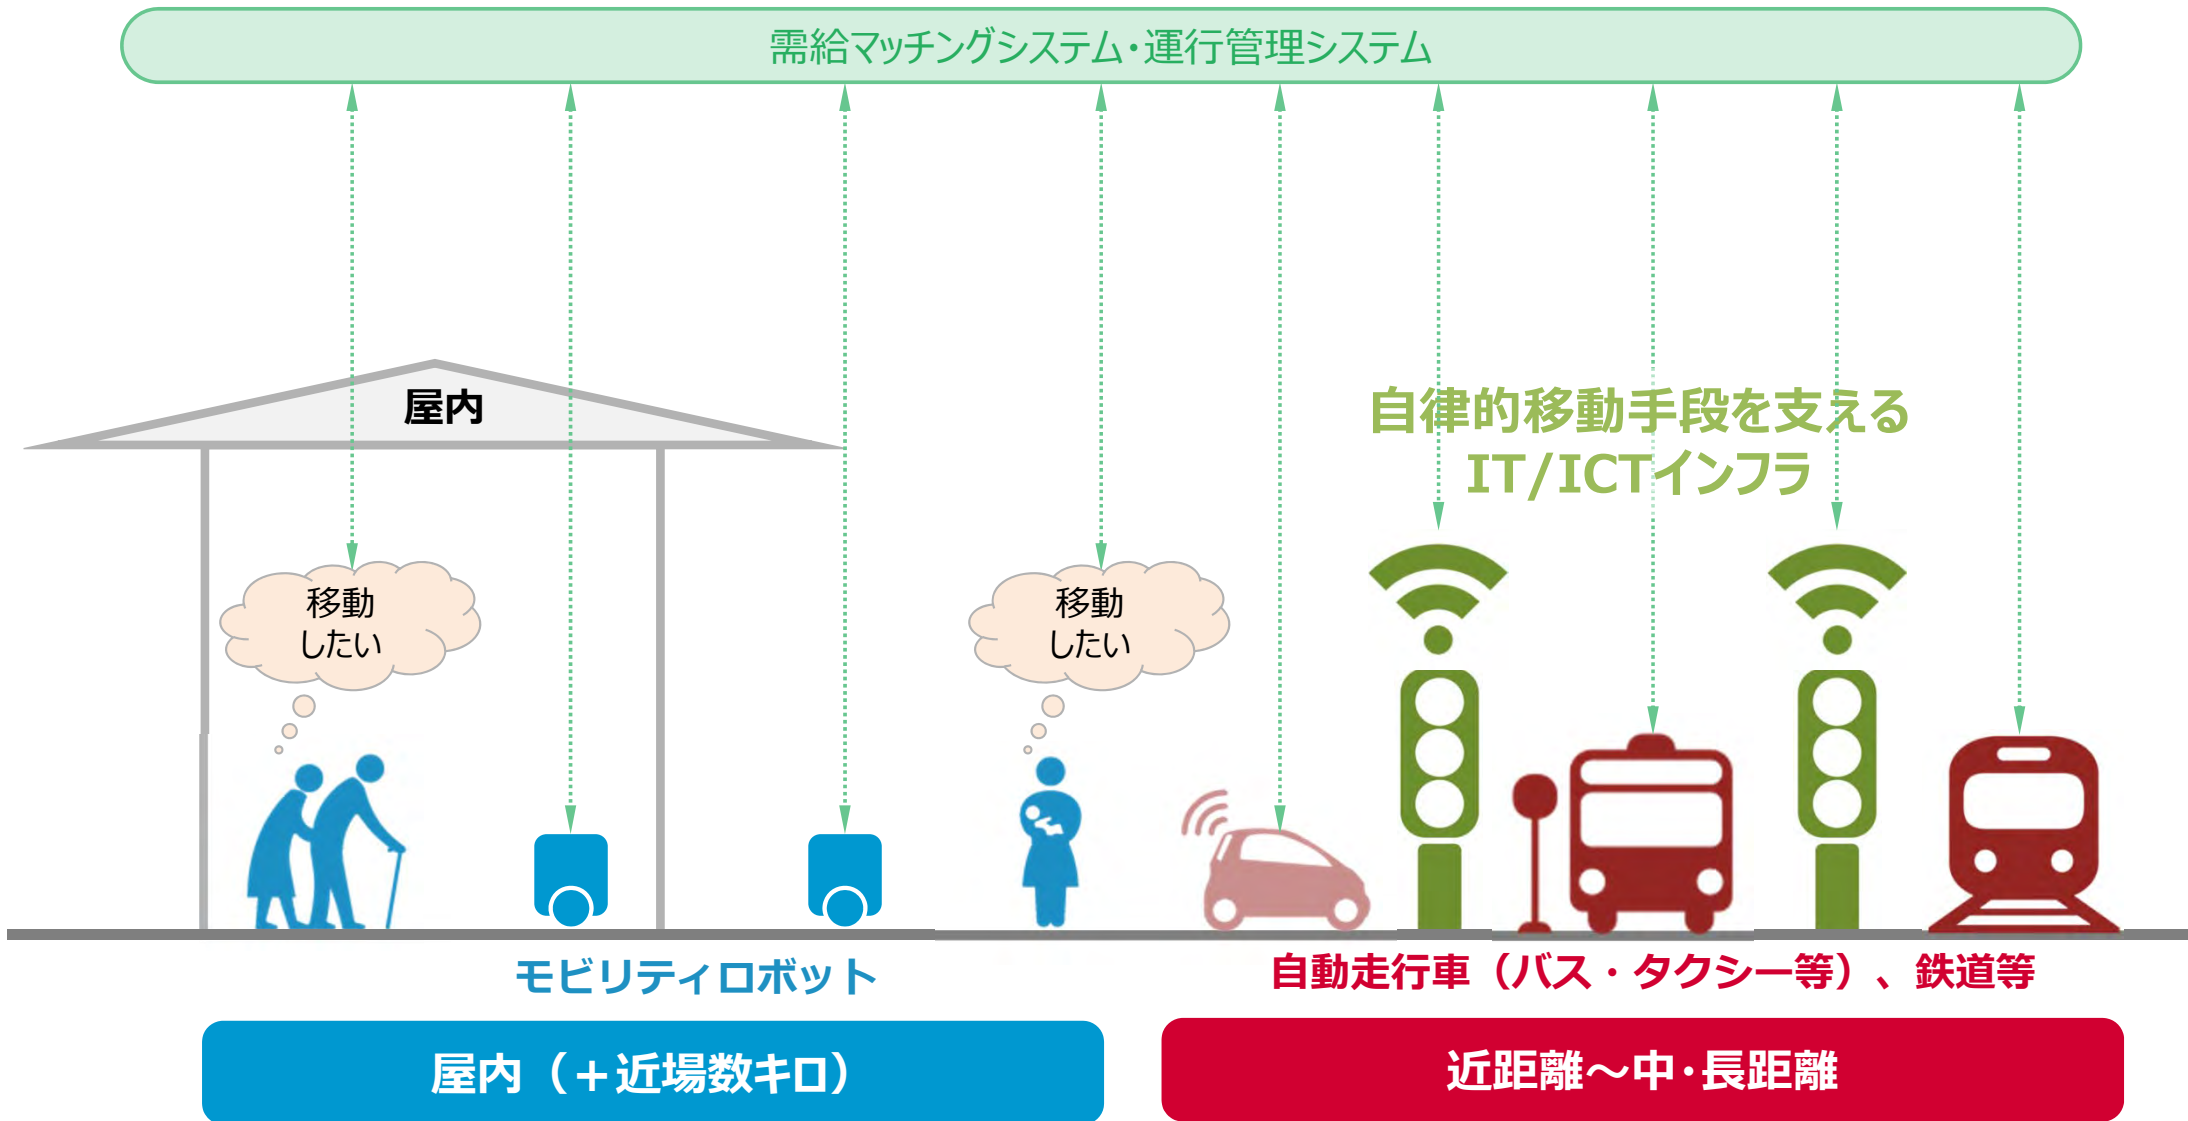 需給マッチングシステム・運行管理システム
屋内
自律的移動手段を支える
IT/ICTインフラ
移動
したい
移動
したい
モビリティロボット
自動走行車（バス・タクシー等）、鉄道等
屋内（＋近場数キロ）
近距離～中・長距離